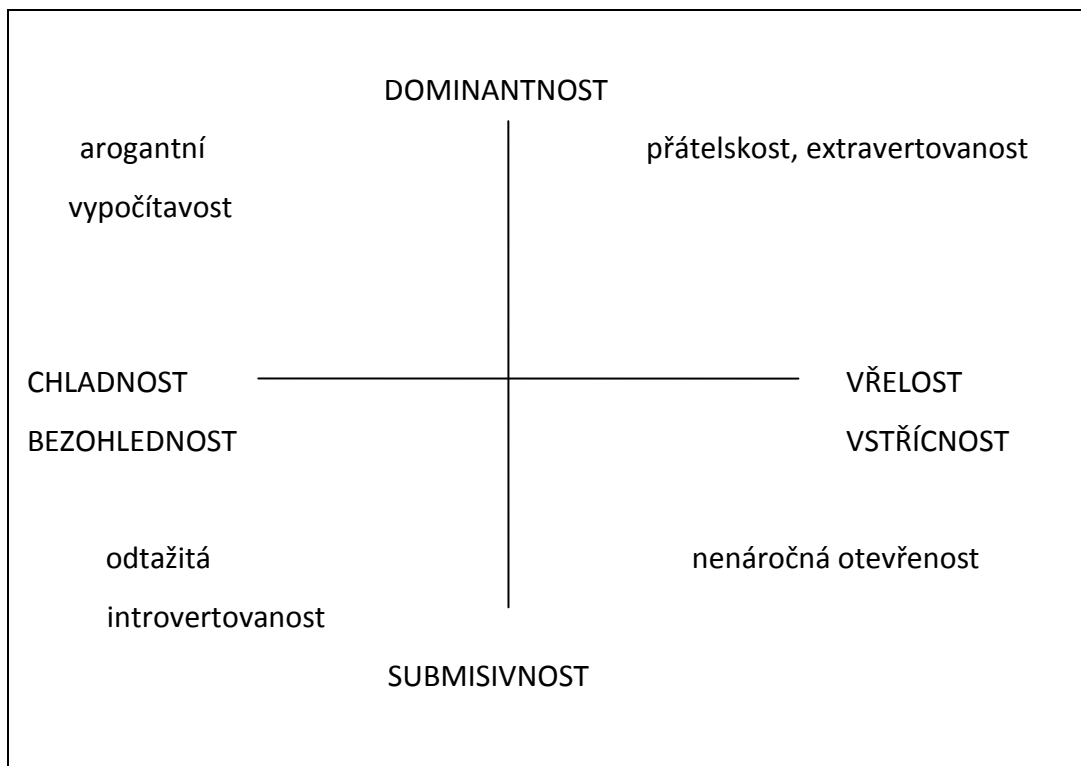 DOMINANTNOST
arogantní
přátelskost, extravertovanost
vypočítavost
CHLADNOST
VŘELOST
BEZOHLEDNOST
VSTŘÍCNOST
odtažitá
nenáročná otevřenost
introvertovanost
SUBMISIVNOST